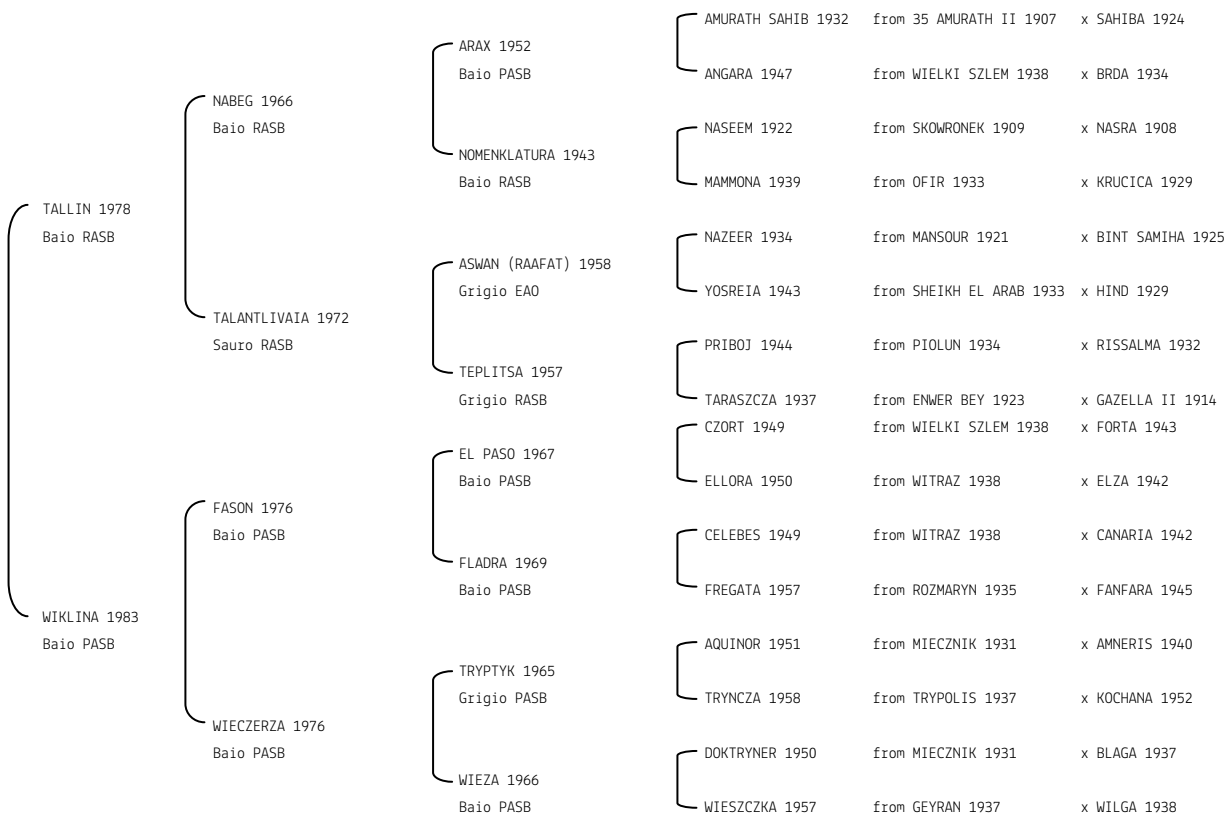 AMURATH SAHIB 1932 from 35 AMURATH II 1907 x SAHIBA 1924
ARAX 1952
Baio PASB
ANGARA 1947 from WIELKI SZLEM 1938 x BRDA 1934
NABEG 1966
Baio RASB
NASEEM 1922 from SKOWRONEK 1909 x NASRA 1908
NOMENKLATURA 1943
Baio RASB
MAMMONA 1939 from OFIR 1933 x KRUCICA 1929
TALLIN 1978
Baio RASB
NAZEER 1934 from MANSOUR 1921 x BINT SAMIHA 1925
ASWAN (RAAFAT) 1958
Grigio EAO
YOSREIA 1943 from SHEIKH EL ARAB 1933 x HIND 1929
TALANTLIVAIA 1972
Sauro RASB
PRIBOJ 1944 from PIOLUN 1934 x RISSALMA 1932
TEPLITSA 1957
Grigio RASB
TARASZCZA 1937 from ENWER BEY 1923 x GAZELLA II 1914
CZORT 1949 from WIELKI SZLEM 1938 x FORTA 1943
EL PASO 1967
Baio PASB
ELLORA 1950 from WITRAZ 1938 x ELZA 1942
FASON 1976
Baio PASB
CELEBES 1949 from WITRAZ 1938 x CANARIA 1942
FLADRA 1969
Baio PASB
FREGATA 1957 from ROZMARYN 1935 x FANFARA 1945
WIKLINA 1983
Baio PASB
AQUINOR 1951 from MIECZNIK 1931 x AMNERIS 1940
TRYPTYK 1965
Grigio PASB
TRYNCZA 1958 from TRYPOLIS 1937 x KOCHANA 1952
WIECZERZA 1976
Baio PASB
DOKTRYNER 1950 from MIECZNIK 1931 x BLAGA 1937
WIEZA 1966
Baio PASB
WIESZCZKA 1957 from GEYRAN 1937 x WILGA 1938